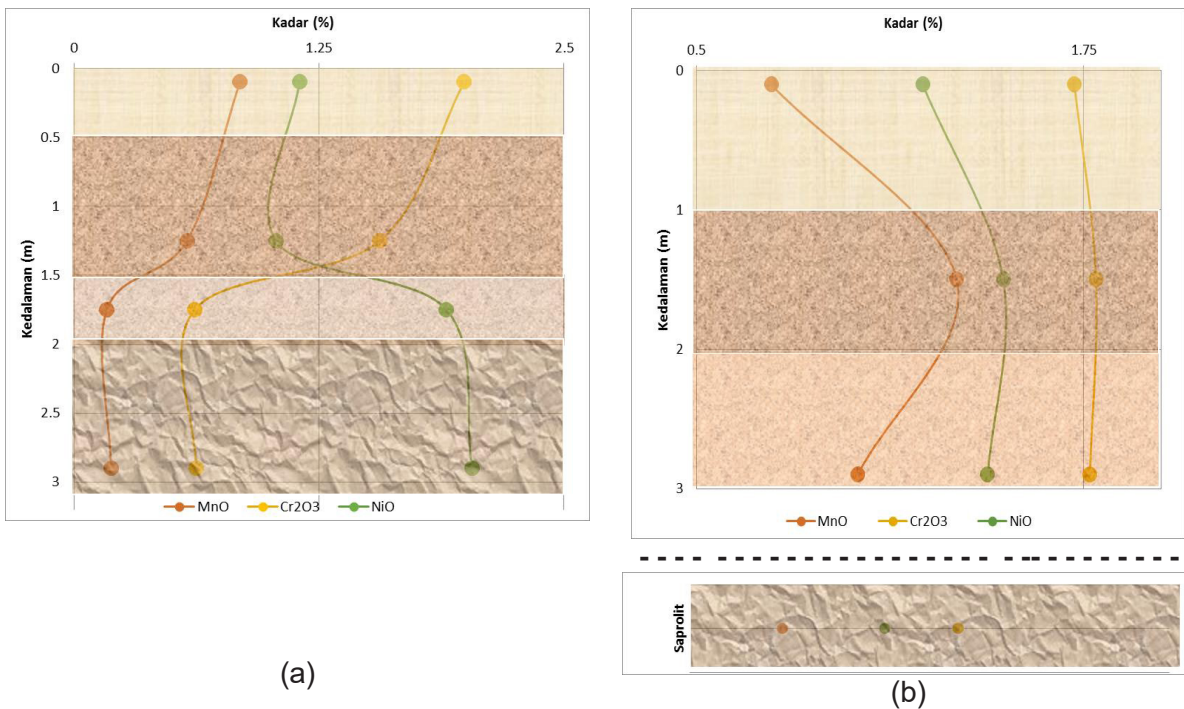 Kadar (%)
0 1.25 2.5
0
0.5
1
1.5
2
2.5
3
Kedalaman (m)
MnO Cr2O3 NiO
(a)
Kadar (%)
0.5 1.75
0
1
2
3
Kedalaman (m)
MnO Cr2O3 NiO
Saprolit
(b)